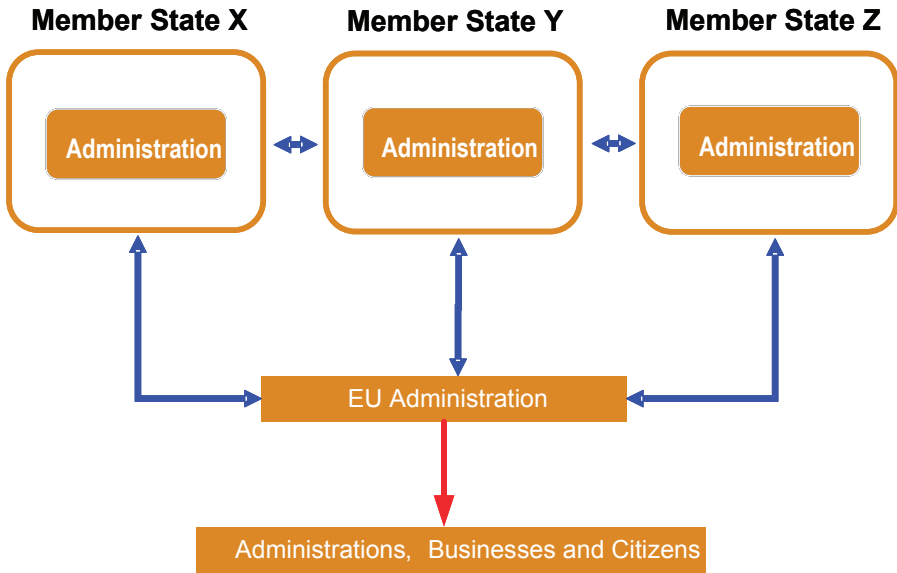 Member State X
Member State Y
Member State Z
Administration
Administration
Administration
EU Administration
Administrations, Businesses and Citizens